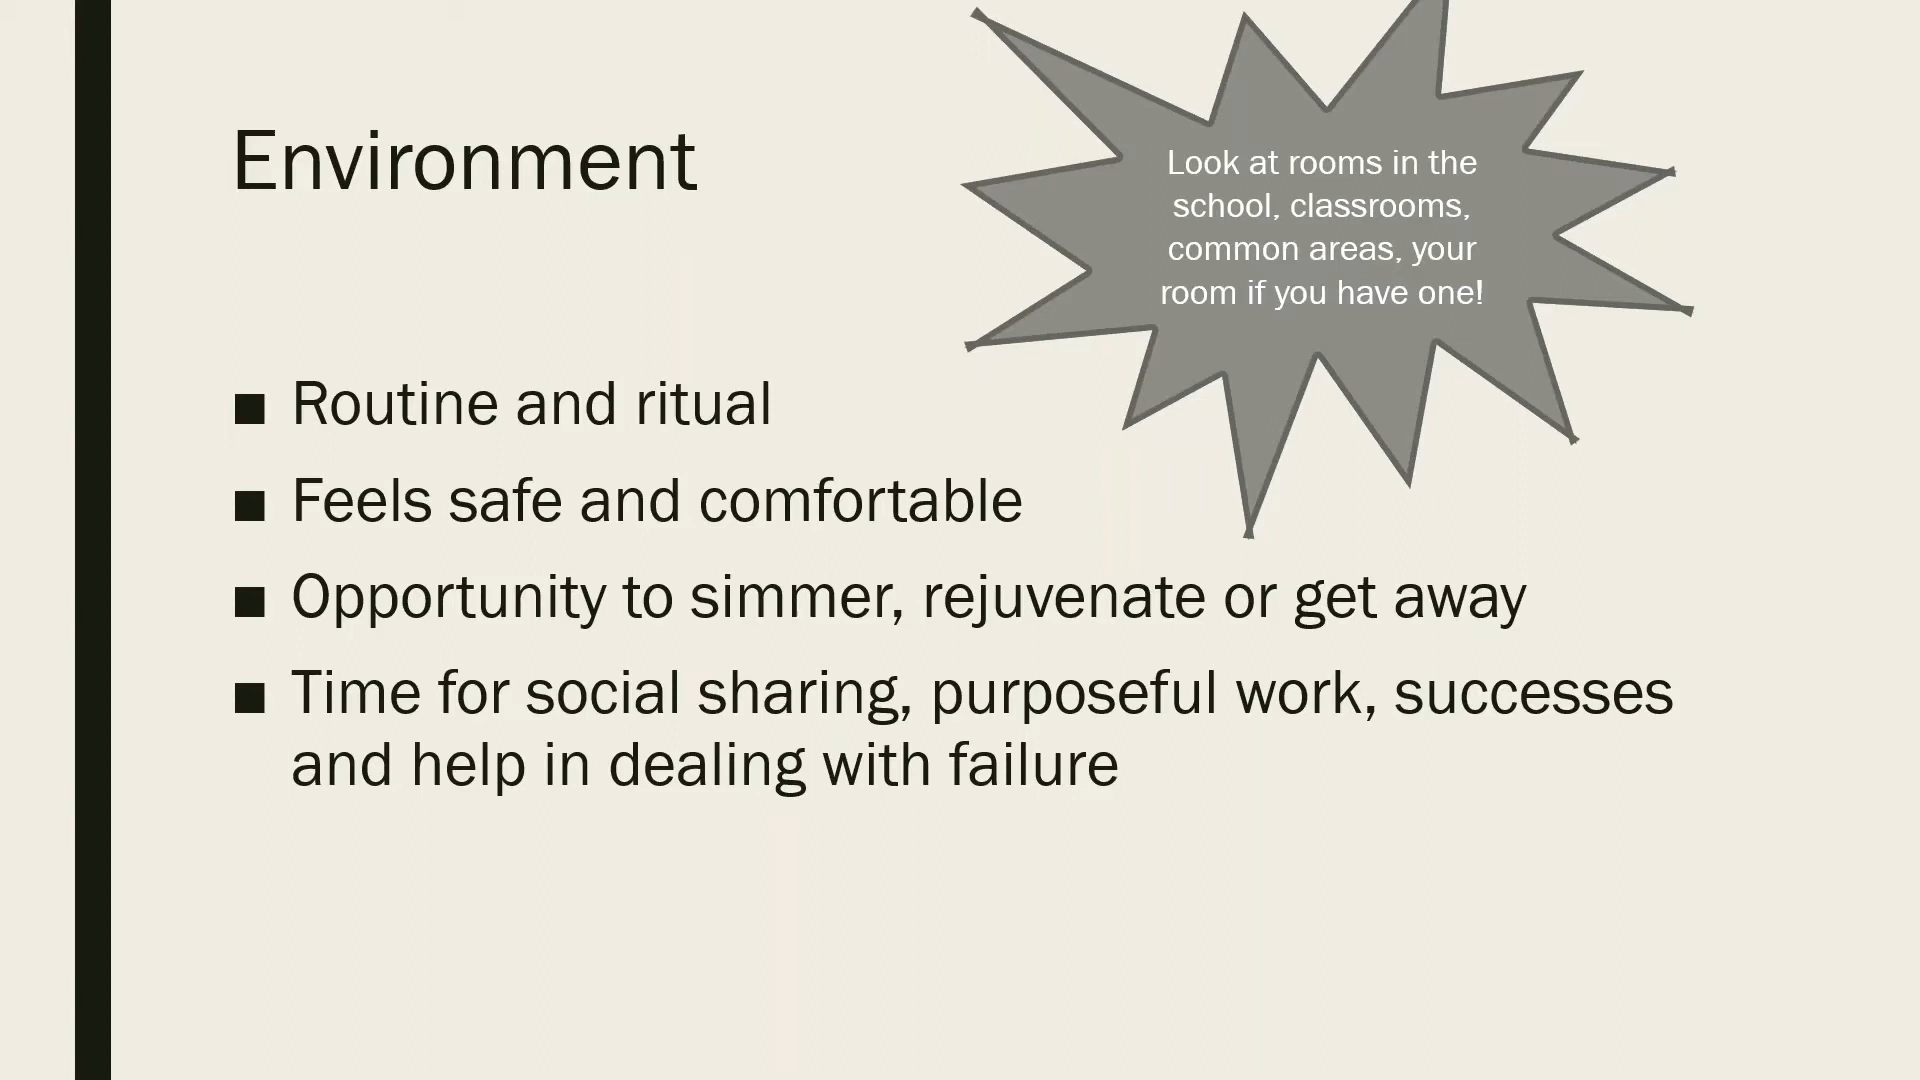 Environment
Look at rooms in the
school, classrooms,
common areas, your
room if you have one!
■ Routine and ritual
■ Feels safe and comfortable
■ Opportunity to simmer, rejuvenate or get away
■ Time for social sharing, purposeful work, successes
and help in dealing with failure